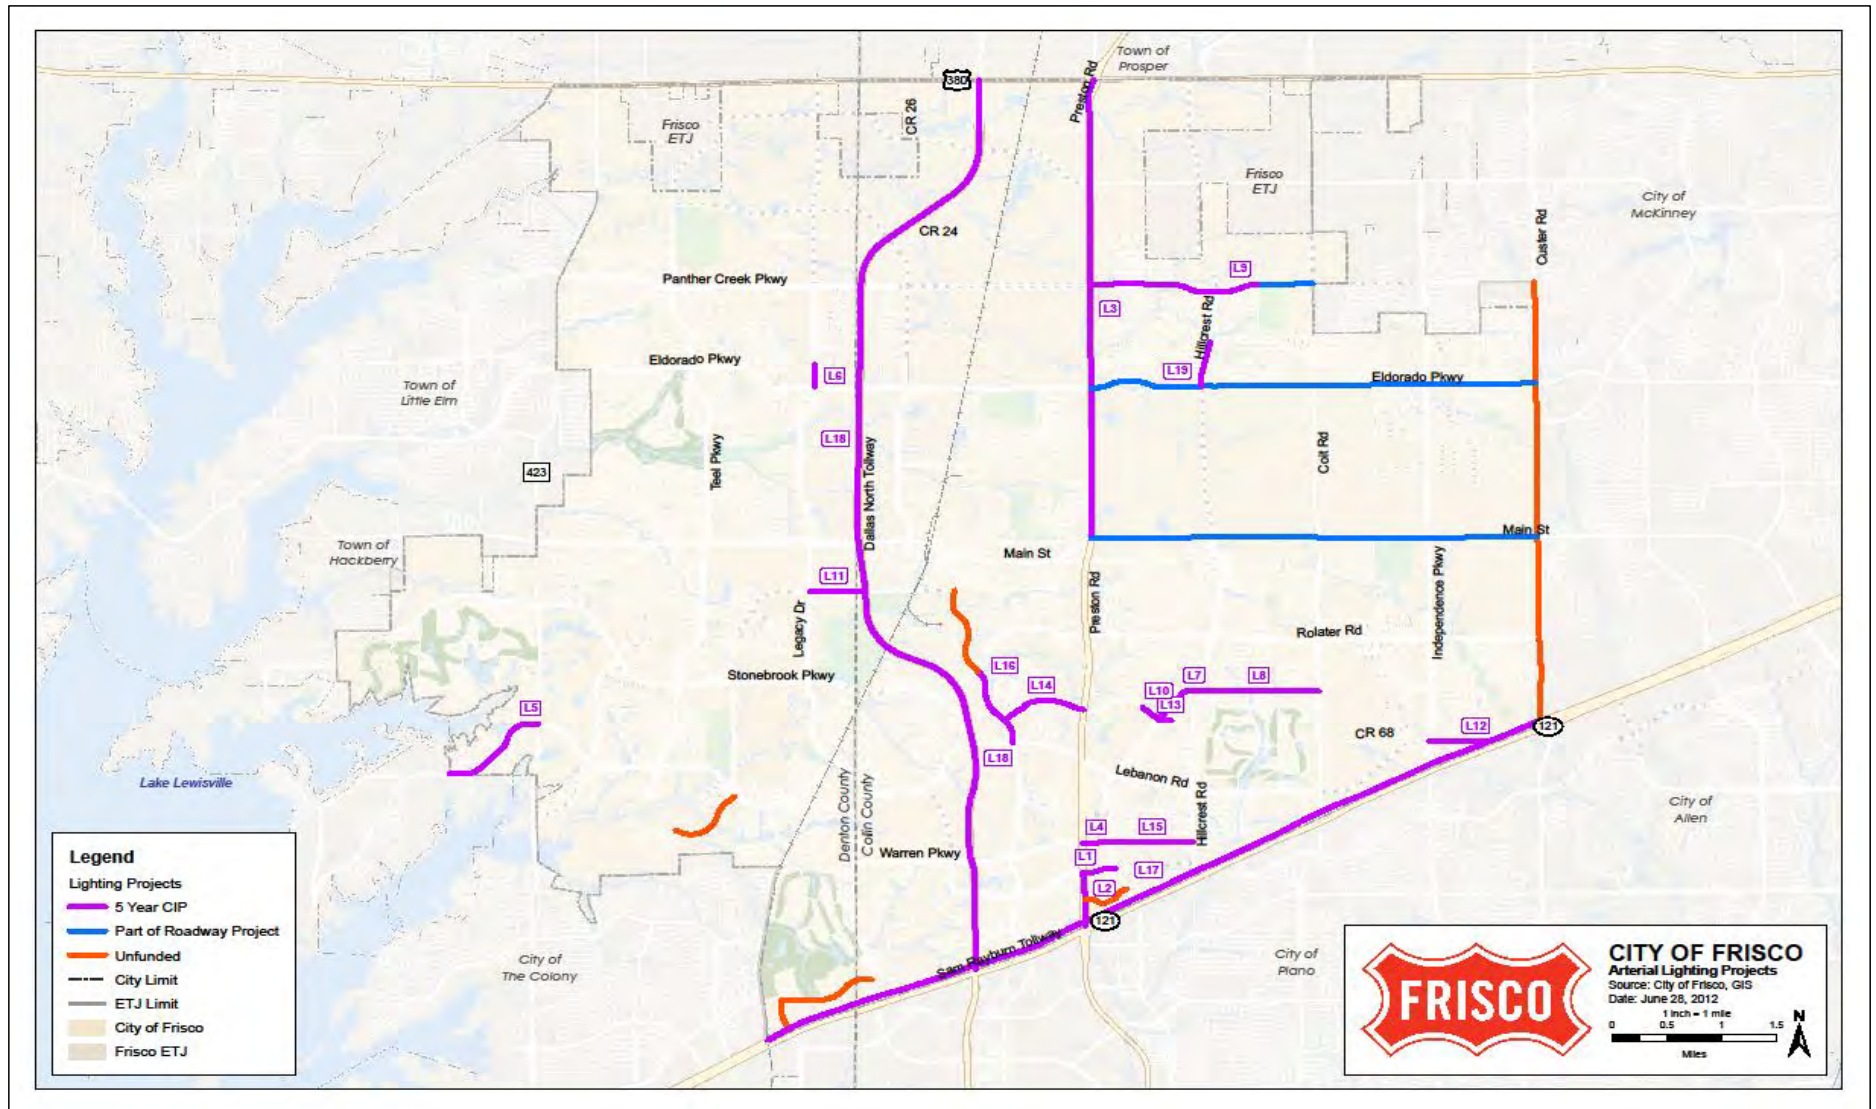 Town of
Prosper
380
Preston Rd
CR 26
Frisco
ETJ
Frisco
ETJ
City of
McKinney
Custer Rd
CR 24
L9
Panther Creek Pkwy
L3
Hillcrest Rd
Eldorado Pkwy
L6
L19
Eldorado Pkwy
Town of
Little Elm
L18
Dallas North Tollway
Teel Pkwy
Coit Rd
423
Main St
Town of
Hackberry
Main St
L11
Legacy Dr
Preston Rd
Independence Pkwy
Rolater Rd
L16
Stonebrook Pkwy
L14
L7
L8
L10
L13
L5
L12
121
CR 68
L18
Lebanon Rd
Lake Lewisville
Denton County
Collin County
Hillcrest Rd
City of
Allen
L4
L15
Warren Pkwy
L1
L17
L2
121
Sam Rayburn Tollway
City of
The Colony
City of
Plano
Legend
Lighting Projects
5 Year CIP
Part of Roadway Project
Unfunded
City Limit
ETJ Limit
City of Frisco
Frisco ETJ
FRISCO
CITY OF FRISCO
Arterial Lighting Projects
Source: City of Frisco, GIS
Date: June 28, 2012
1 inch = 1 mile
0 0.5 1 1.5
Miles
N